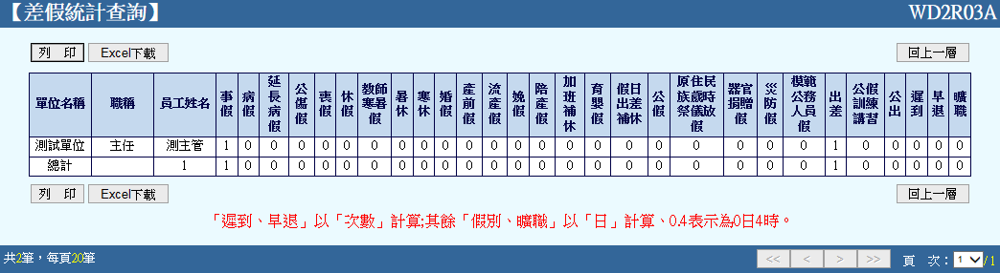 【差假統計查詢】 WD2R03A
列 印 Excel下載 回上一層
單位名稱 職稱 員工姓名 事假 病假 延長病假 公傷假 喪假 休假 教師寒暑假 暑休 寒休 婚假 產前假 流產假 娩假 陪產假 加班補休 育嬰假 假日出差補休 公假 原住民族歲時祭儀放假 器官捐贈假 災防假 模範公務人員假 出差 公假訓練講習 公出 遲到 早退 曠職
測試單位 主任 測主管 1 0 0 0 0 0 0 0 0 0 0 0 0 0 0 0 0 0 0 0 0 0 1 0 0 0 0 0
總計 1 1 0 0 0 0 0 0 0 0 0 0 0 0 0 0 0 0 0 0 0 0 0 1 0 0 0 0 0
列 印 Excel下載 回上一層
「遲到、早退」以「次數」計算;其餘「假別、曠職」以「日」計算、0.4表示為0日4時。
共2筆，每頁20筆 << < > >> 頁 次：1 /1